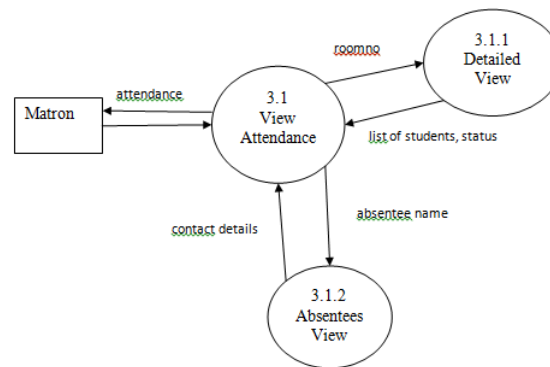 3.1.1
Detailed
View
roomno
3.1
View
Attendance
attendance
Matron
list of students, status
absentee name
contact details
3.1.2
Absentees
View